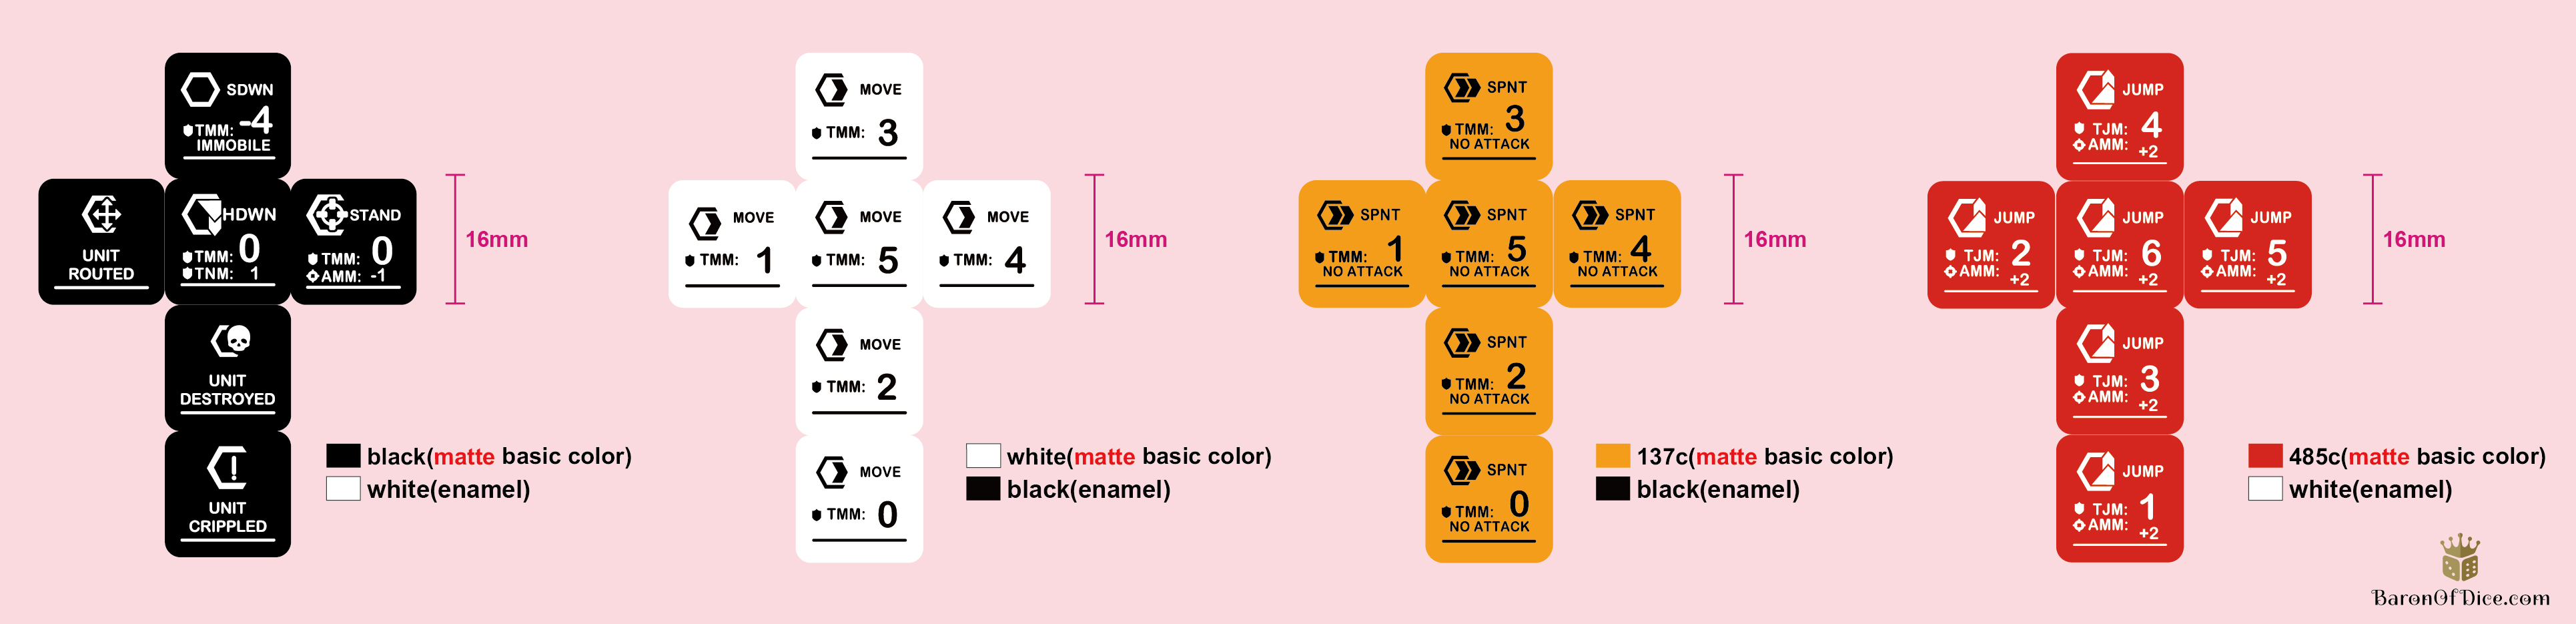 SDWN
TMM: -4
IMMOBILE
UNIT
ROUTED
HDWN
TMM: 0
TNM: 1
STAND
TMM: 0
AMM: -1
UNIT
DESTROYED
UNIT
CRIPPLED
16mm
black(matte basic color)
white(enamel)
MOVE
TMM: 3
MOVE
TMM: 1
MOVE
TMM: 5
MOVE
TMM: 4
MOVE
TMM: 2
MOVE
TMM: 0
16mm
white(matte basic color)
black(enamel)
SPNT
TMM: 3
NO ATTACK
SPNT
TMM: 1
NO ATTACK
SPNT
TMM: 5
NO ATTACK
SPNT
TMM: 4
NO ATTACK
SPNT
TMM: 2
NO ATTACK
SPNT
TMM: 0
NO ATTACK
16mm
137c(matte basic color)
black(enamel)
JUMP
TJM: 4
AMM: +2
JUMP
TJM: 2
AMM: +2
JUMP
TJM: 6
AMM: +2
JUMP
TJM: 5
AMM: +2
JUMP
TJM: 3
AMM: +2
JUMP
TJM: 1
AMM: +2
16mm
485c(matte basic color)
white(enamel)
BaronOfDice.com